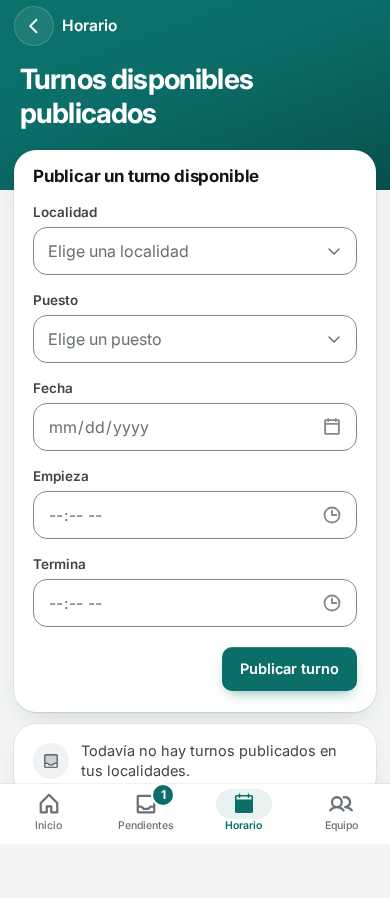 Horario
Turnos disponibles
publicados
Publicar un turno disponible
Localidad
Elige una localidad
Puesto
Elige un puesto
Fecha
mm/dd/yyyy
Empieza
--:-- --
Termina
--:-- --
Publicar turno
Todavía no hay turnos publicados en
tus localidades.
1
Inicio
Pendientes
Horario
Equipo